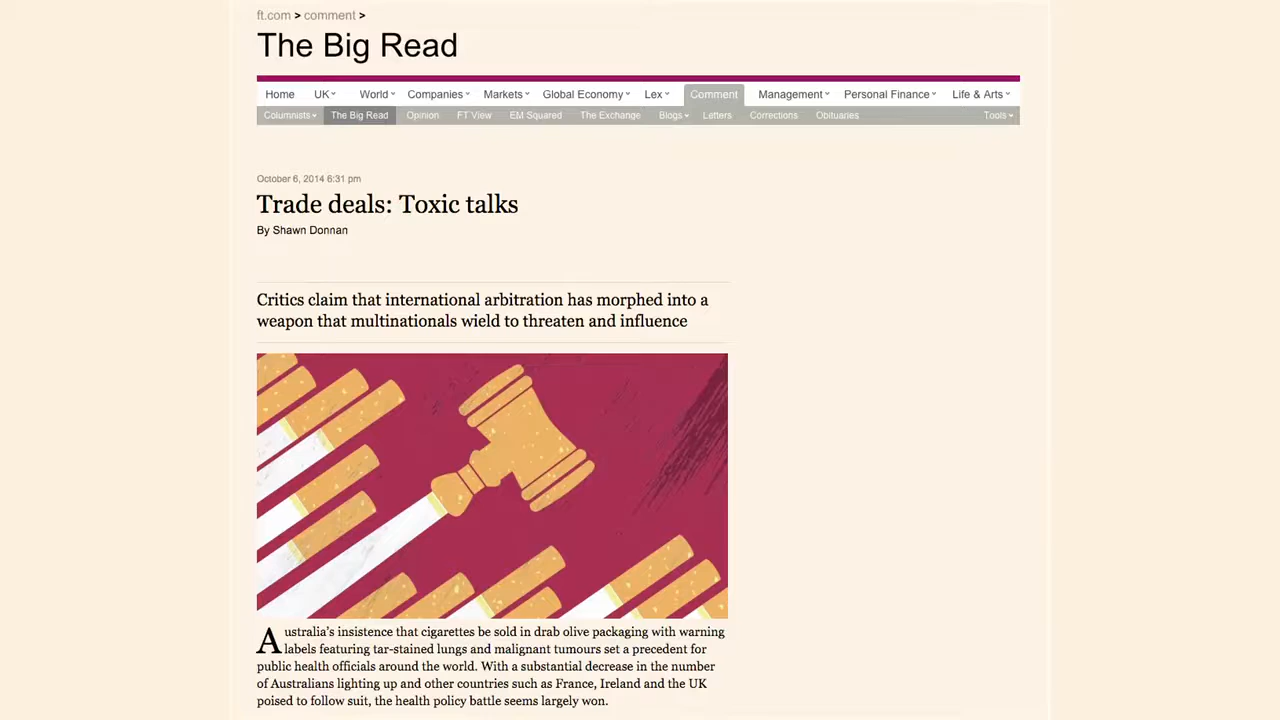 ft.com > comment >
The Big Read
Home UK World Companies Markets Global Economy Lex Comment Management Personal Finance Life & Arts
Columnists The Big Read Opinion FT View EM Squared The Exchange Blogs Letters Corrections Obituaries Tools
October 6, 2014 6:31 pm
Trade deals: Toxic talks
By Shawn Donnan
Critics claim that international arbitration has morphed into a
weapon that multinationals wield to threaten and influence
Australia's insistence that cigarettes be sold in drab olive packaging with warning
labels featuring tar-stained lungs and malignant tumours set a precedent for
public health officials around the world. With a substantial decrease in the number
of Australians lighting up and other countries such as France, Ireland and the UK
poised to follow suit, the health policy battle seems largely won.